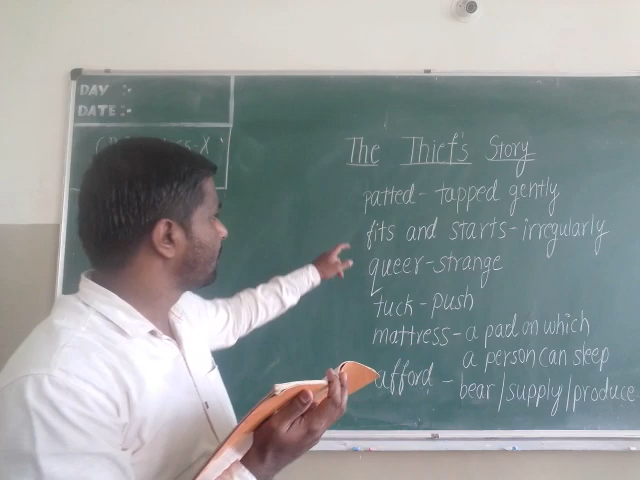 DAY :-
DATE :-
The Thief's Story
patted - tapped gently
fits and starts - irregularly
queer - strange
tuck - push
mattress - a pad on which
a person can sleep
afford - bear/supply/produce